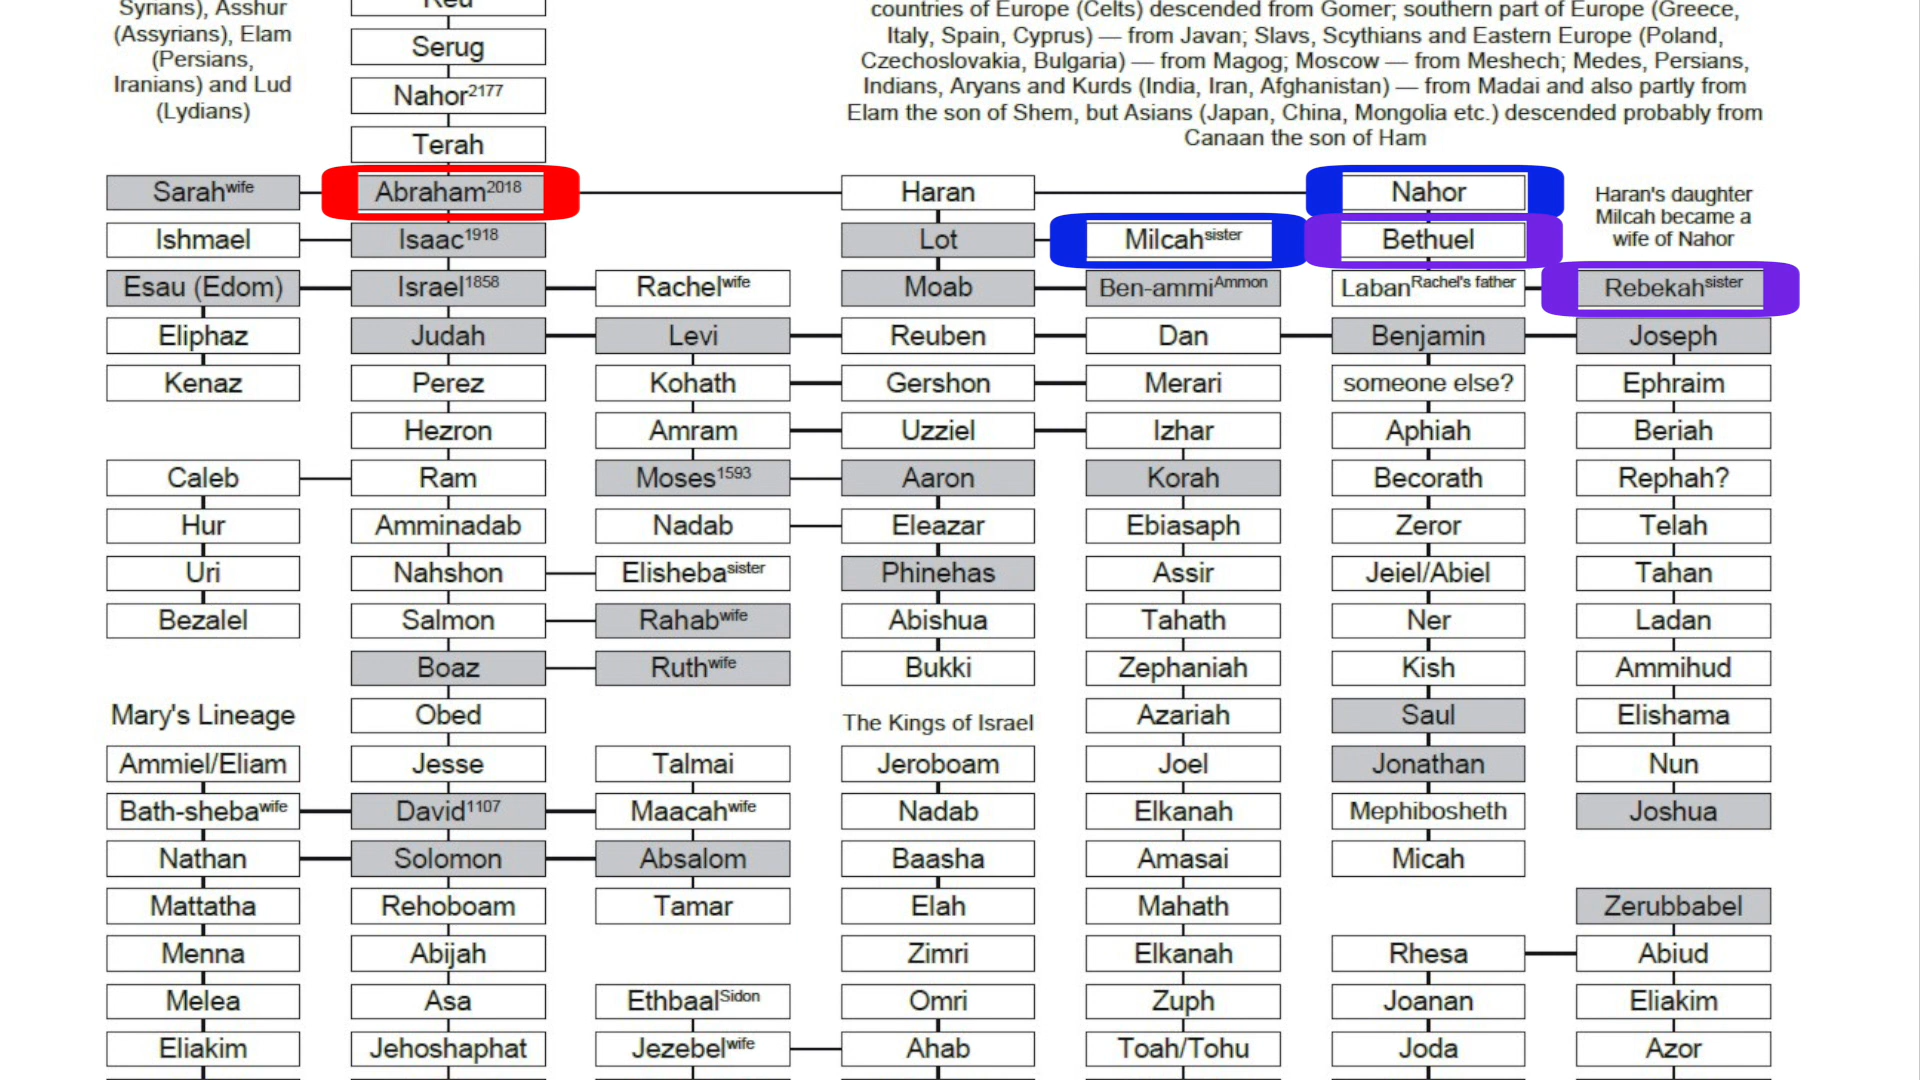 Syrians), Asshur
(Assyrians), Elam
(Persians,
Iranians) and Lud
(Lydians)
Reu
Serug
Nahor2177
Terah
countries of Europe (Celts) descended from Gomer; southern part of Europe (Greece,
Italy, Spain, Cyprus) — from Javan; Slavs, Scythians and Eastern Europe (Poland,
Czechoslovakia, Bulgaria) — from Magog; Moscow — from Meshech; Medes, Persians,
Indians, Aryans and Kurds (India, Iran, Afghanistan) — from Madai and also partly from
Elam the son of Shem, but Asians (Japan, China, Mongolia etc.) descended probably from
Canaan the son of Ham
Sarahwife Abraham2018 Haran Nahor
Haran's daughter
Milcah became a
wife of Nahor
Ishmael Isaac1918 Lot Milcahsister Bethuel
Esau (Edom) Israel1858 Rachelwife Moab Ben-ammiAmmon LabanRachel's father Rebekahsister
Eliphaz Judah Levi Reuben Dan Benjamin Joseph
Kenaz Perez Kohath Gershon Merari someone else? Ephraim
Hezron Amram Uzziel Izhar Aphiah Beriah
Caleb Ram Moses1593 Aaron Korah Becorath Rephah?
Hur Amminadab Nadab Eleazar Ebiasaph Zeror Telah
Uri Nahshon Elishebasister Phinehas Assir Jeiel/Abiel Tahan
Bezalel Salmon Rahabwife Abishua Tahath Ner Ladan
Boaz Ruthwife Bukki Zephaniah Kish Ammihud
Mary's Lineage Obed The Kings of Israel Azariah Saul Elishama
Ammiel/Eliam Jesse Talmai Jeroboam Joel Jonathan Nun
Bath-shebawife David1107 Maacahwife Nadab Elkanah Mephibosheth Joshua
Nathan Solomon Absalom Baasha Amasai Micah
Mattatha Rehoboam Tamar Elah Mahath Zerubbabel
Menna Abijah Zimri Elkanah Rhesa Abiud
Melea Asa EthbaalSidon Omri Zuph Joanan Eliakim
Eliakim Jehoshaphat Jezebelwife Ahab Toah/Tohu Joda Azor